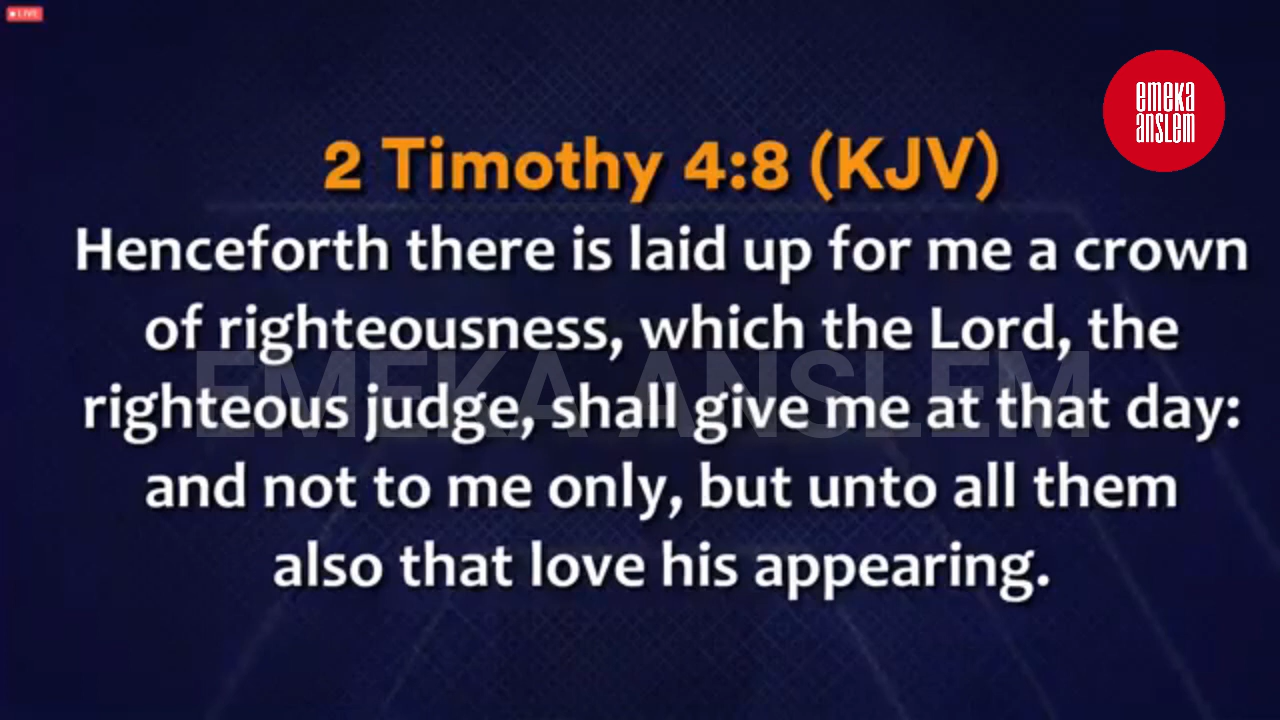 LIVE
emeka
anslem
2 Timothy 4:8 (KJV)
Henceforth there is laid up for me a crown
of righteousness, which the Lord, the
EMEKA ANSLEM
righteous judge, shall give me at that day:
and not to me only, but unto all them
also that love his appearing.